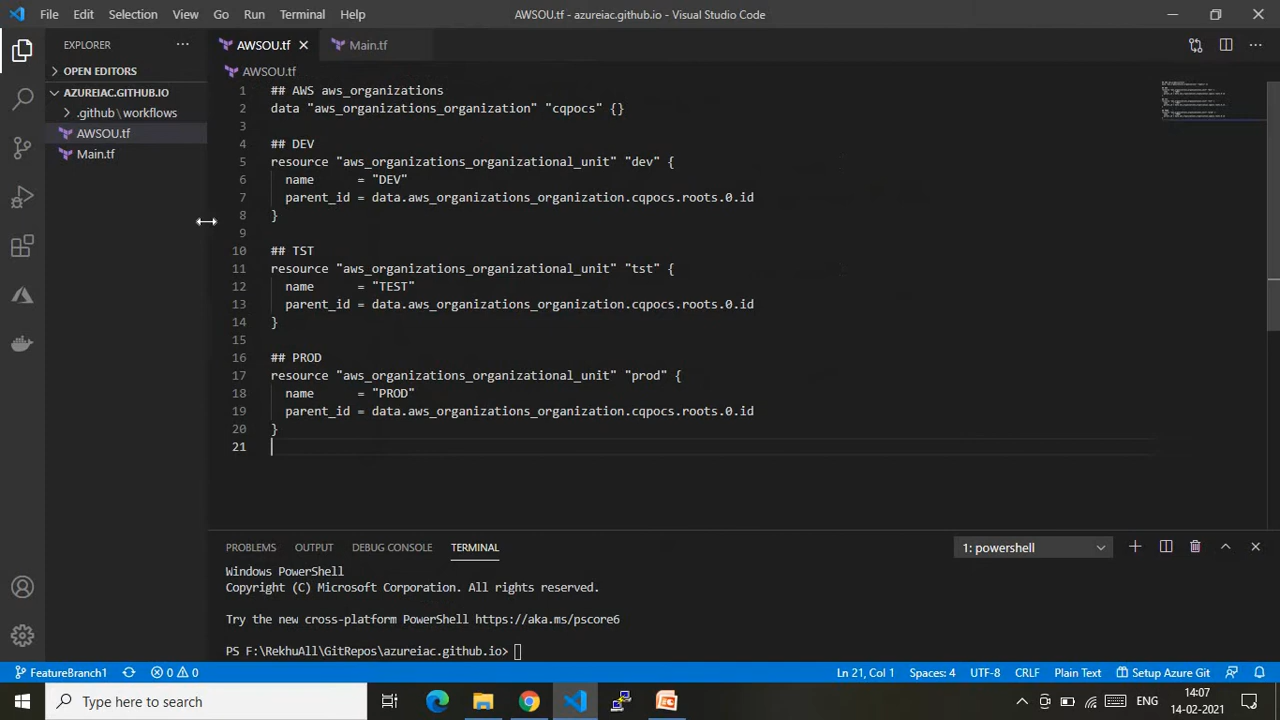 File Edit Selection View Go Run Terminal Help
AWSOU.tf - azureiac.github.io - Visual Studio Code
EXPLORER
OPEN EDITORS
AZUREIAC.GITHUB.IO
.github\workflows
AWSOU.tf
Main.tf
AWSOU.tf Main.tf
AWSOU.tf
1 ## AWS aws_organizations
2 data "aws_organizations_organization" "cqpocs" {}
3
4 ## DEV
5 resource "aws_organizations_organizational_unit" "dev" {
6 name = "DEV"
7 parent_id = data.aws_organizations_organization.cqpocs.roots.0.id
8 }
9
10 ## TST
11 resource "aws_organizations_organizational_unit" "tst" {
12 name = "TEST"
13 parent_id = data.aws_organizations_organization.cqpocs.roots.0.id
14 }
15
16 ## PROD
17 resource "aws_organizations_organizational_unit" "prod" {
18 name = "PROD"
19 parent_id = data.aws_organizations_organization.cqpocs.roots.0.id
20 }
21
PROBLEMS OUTPUT DEBUG CONSOLE TERMINAL
1: powershell
Windows PowerShell
Copyright (C) Microsoft Corporation. All rights reserved.
Try the new cross-platform PowerShell https://aka.ms/pscore6
PS F:\RekhuAll\GitRepos\azureiac.github.io>
FeatureBranch1 0 0 Ln 21, Col 1 Spaces: 4 UTF-8 CRLF Plain Text Setup Azure Git
Type here to search
ENG
14:07
14-02-2021